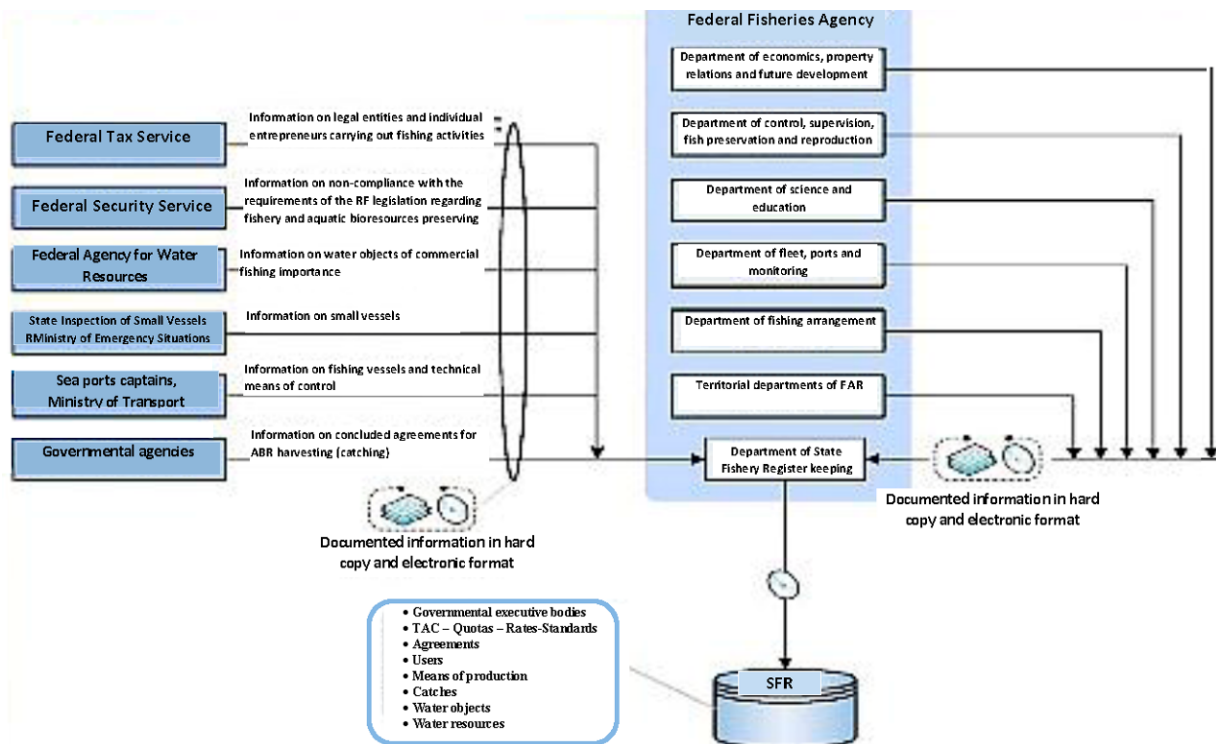 Federal Fisheries Agency
Department of economics, property
relations and future development
Department of control, supervision,
fish preservation and reproduction
Department of science and
education
Department of fleet, ports and
monitoring
Department of fishing arrangement
Territorial departments of FAR
Department of State
Fishery Register keeping
Federal Tax Service
Information on legal entities and individual
entrepreneurs carrying out fishing activities
Federal Security Service
Information on non-compliance with the
requirements of the RF legislation regarding
fishery and aquatic bioresources preserving
Federal Agency for Water
Resources
Information on water objects of commercial
fishing importance
State Inspection of Small Vessels
RMinistry of Emergency Situations
Information on small vessels
Sea ports captains,
Ministry of Transport
Information on fishing vessels and technical
means of control
Governmental agencies
Information on concluded agreements for
ABR harvesting (catching)
Documented information in hard
copy and electronic format
Documented information in hard
copy and electronic format
• Governmental executive bodies
• TAC – Quotas – Rates-Standards
• Agreements
• Users
• Means of production
• Catches
• Water objects
• Water resources
SFR